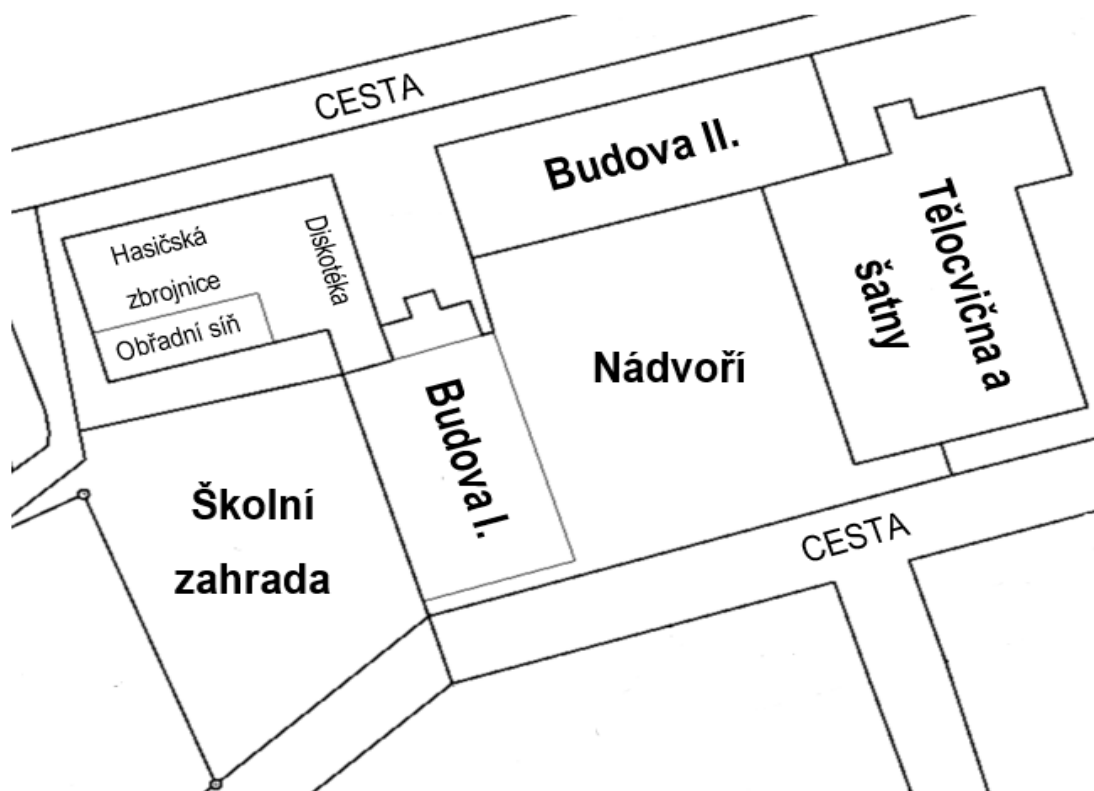 CESTA
Budova II.
Hasičská
zbrojnice
Obřadní síň
Diskotéka
Tělocvična a
šatny
Nádvoří
Budova I.
Školní
zahrada
CESTA